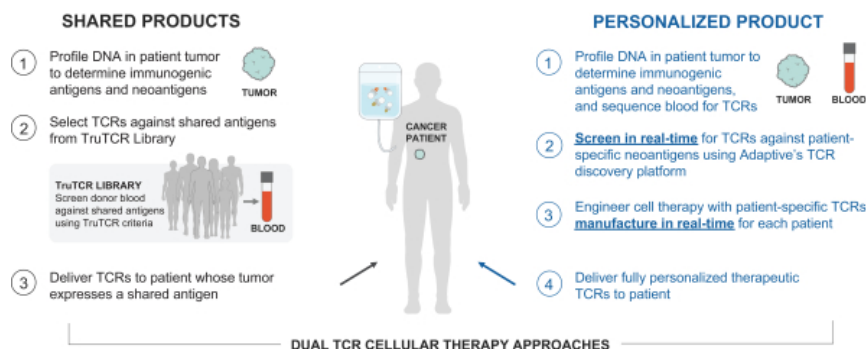 SHARED PRODUCTS
1
Profile DNA in patient tumor
to determine immunogenic
antigens and neoantigens
TUMOR
2
Select TCRs against shared antigens
from TruTCR Library
TruTCR LIBRARY
Screen donor blood
against shared antigens
using TruTCR criteria
BLOOD
3
Deliver TCRs to patient whose tumor
expresses a shared antigen
CANCER
PATIENT
PERSONALIZED PRODUCT
1
Profile DNA in patient tumor to
determine immunogenic
antigens and neoantigens,
and sequence blood for TCRs
TUMOR
BLOOD
2
Screen in real-time for TCRs against patient-
specific neoantigens using Adaptive's TCR
discovery platform
3
Engineer cell therapy with patient-specific TCRs
manufacture in real-time for each patient
4
Deliver fully personalized therapeutic
TCRs to patient
DUAL TCR CELLULAR THERAPY APPROACHES